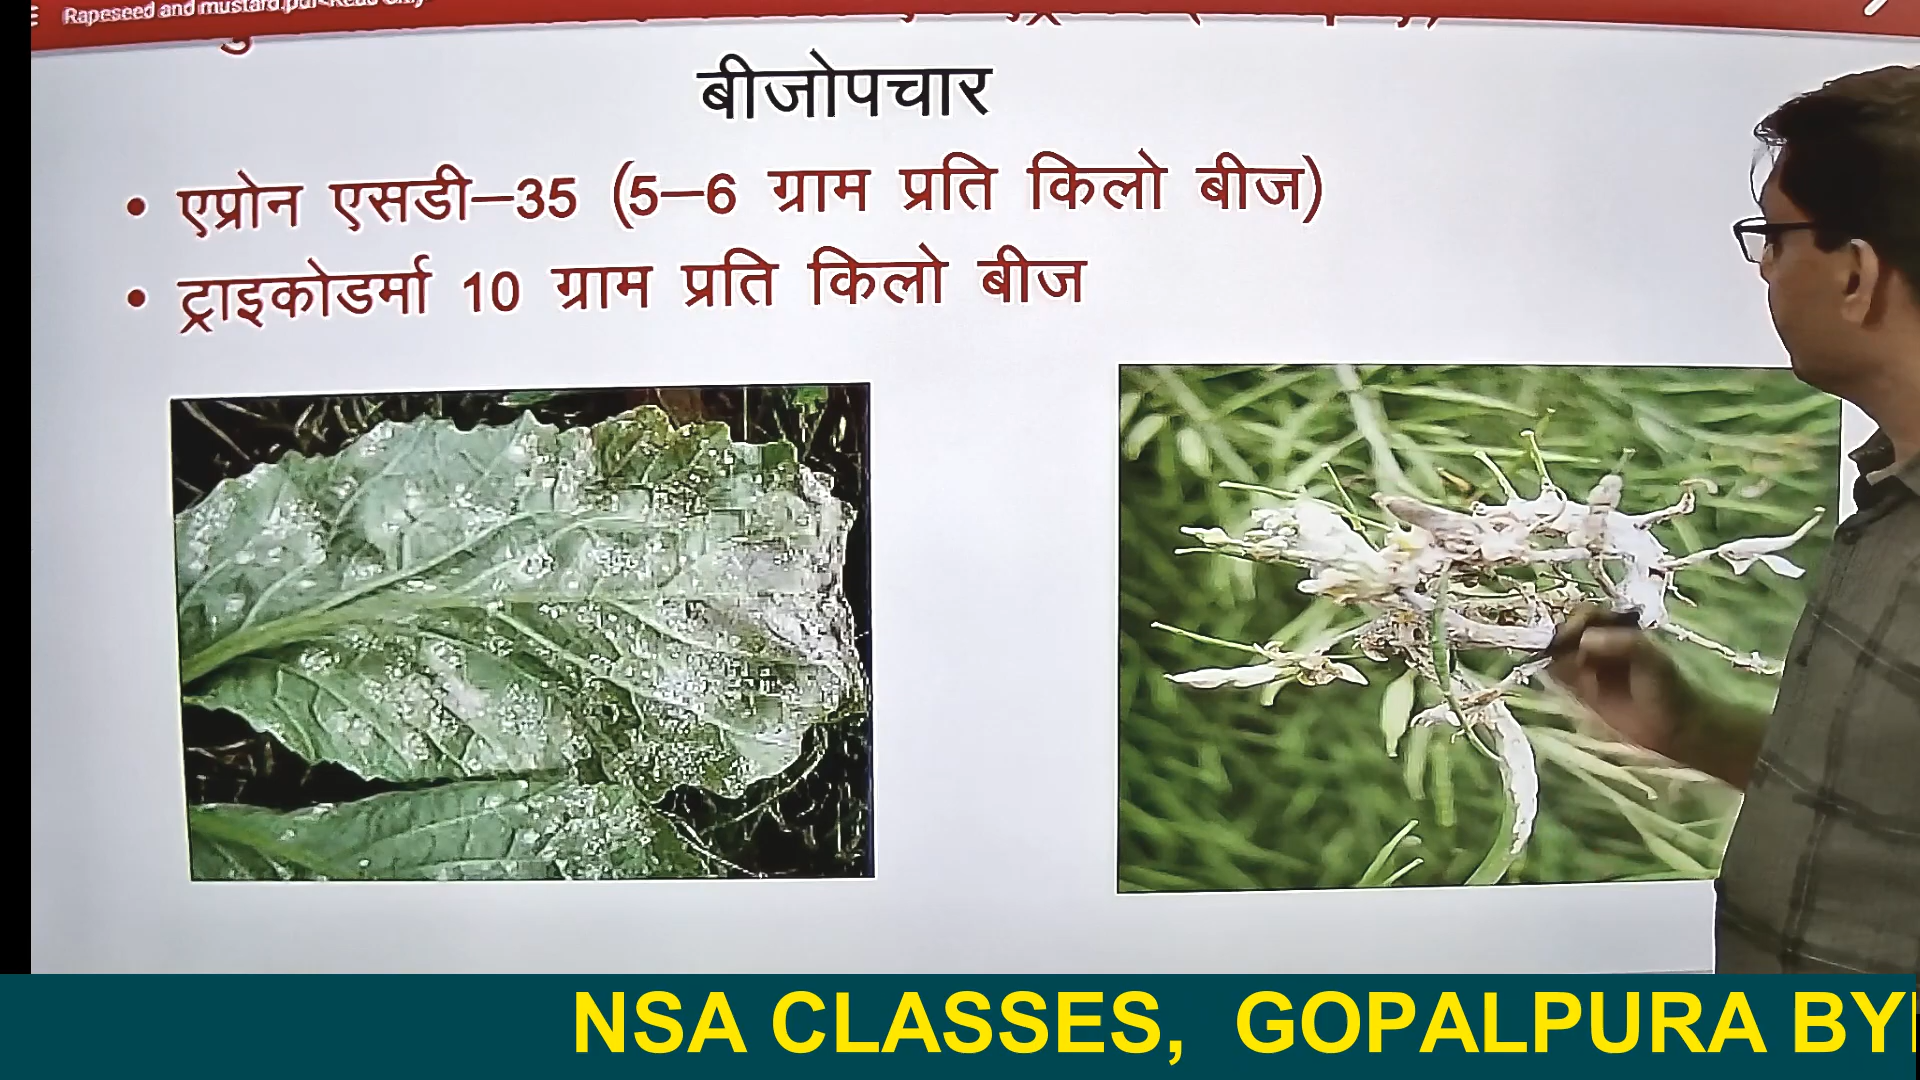 Rapeseed and mustard.pdf
बीजोपचार
• एप्रोन एसडी–35 (5–6 ग्राम प्रति किलो बीज)
• ट्राइकोडर्मा 10 ग्राम प्रति किलो बीज
NSA CLASSES, GOPALPURA BY